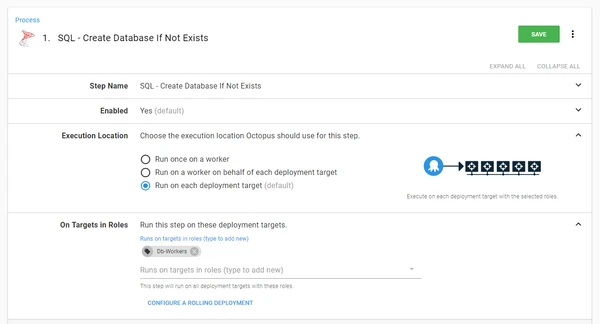 Process
1. SQL - Create Database If Not Exists
SAVE
EXPAND ALL COLLAPSE ALL
Step Name SQL - Create Database If Not Exists
Enabled Yes (default)
Execution Location Choose the execution location Octopus should use for this step.
Run once on a worker
Run on a worker on behalf of each deployment target
Run on each deployment target (default)
Execute on each deployment target with the selected roles.
On Targets in Roles Run this step on these deployment targets.
Runs on targets in roles (type to add new)
Db-Workers
Runs on targets in roles (type to add new)
This step will run on all deployment targets with these roles.
CONFIGURE A ROLLING DEPLOYMENT